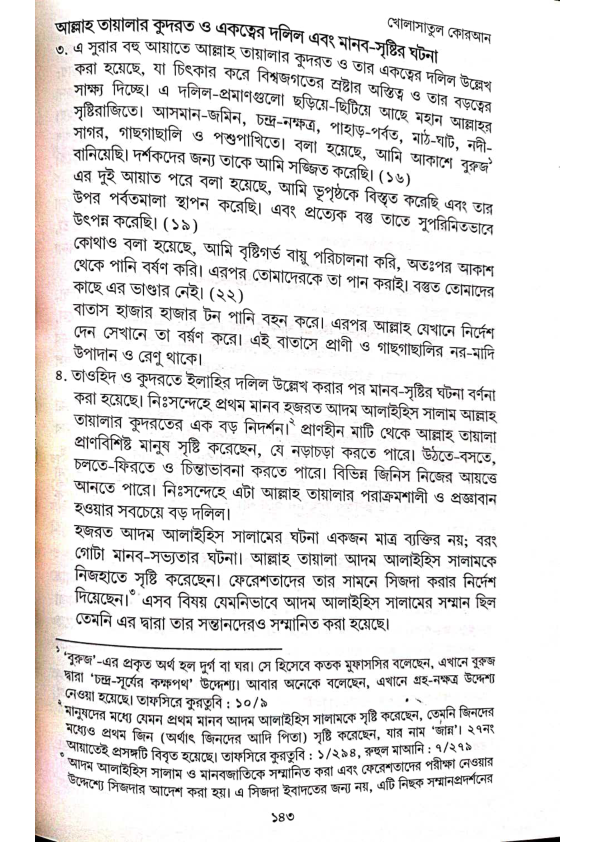 খোলাসাতুল কোরআন
আল্লাহ তায়ালার কুদরত ও একত্বের দলিল এবং মানব-সৃষ্টির ঘটনা
৩. এ সুরার বহু আয়াতে আল্লাহ তায়ালার কুদরত ও তার একত্বের দলিল উল্লেখ
করা হয়েছে, যা চিৎকার করে বিশ্বজগতের স্রষ্টার অস্তিত্ব ও তার বড়ত্বের
সাক্ষ্য দিচ্ছে। এ দলিল-প্রমাণগুলো ছড়িয়ে-ছিটিয়ে আছে মহান আল্লাহর
সৃষ্টিরাজিতে। আসমান-জমিন, চন্দ্র-নক্ষত্র, পাহাড়-পর্বত, মাঠ-ঘাট, নদী-
সাগর, গাছগাছালি ও পশুপাখিতে। বলা হয়েছে, আমি আকাশে বুরুজ১
বানিয়েছি। দর্শকদের জন্য তাকে আমি সজ্জিত করেছি। (১৬)
এর দুই আয়াত পরে বলা হয়েছে, আমি ভূপৃষ্ঠকে বিস্তৃত করেছি এবং তার
উপর পর্বতমালা স্থাপন করেছি। এবং প্রত্যেক বস্তু তাতে সুপরিমিতভাবে
উৎপন্ন করেছি। (১৯)
কোথাও বলা হয়েছে, আমি বৃষ্টিগর্ভ বায়ু পরিচালনা করি, অতঃপর আকাশ
থেকে পানি বর্ষণ করি। এরপর তোমাদেরকে তা পান করাই। বস্তুত তোমাদের
কাছে এর ভাণ্ডার নেই। (২২)
বাতাস হাজার হাজার টন পানি বহন করে। এরপর আল্লাহ যেখানে নির্দেশ
দেন সেখানে তা বর্ষণ করে। এই বাতাসে প্রাণী ও গাছগাছালির নর-মাদি
উপাদান ও রেণু থাকে।
৪. তাওহিদ ও কুদরতে ইলাহির দলিল উল্লেখ করার পর মানব-সৃষ্টির ঘটনা বর্ণনা
করা হয়েছে। নিঃসন্দেহে প্রথম মানব হজরত আদম আলাইহিস সালাম আল্লাহ
তায়ালার কুদরতের এক বড় নিদর্শন।২ প্রাণহীন মাটি থেকে আল্লাহ তায়ালা
প্রাণবিশিষ্ট মানুষ সৃষ্টি করেছেন, যে নড়াচড়া করতে পারে। উঠতে-বসতে,
চলতে-ফিরতে ও চিন্তাভাবনা করতে পারে। বিভিন্ন জিনিস নিজের আয়ত্তে
আনতে পারে। নিঃসন্দেহে এটা আল্লাহ তায়ালার পরাক্রমশালী ও প্রজ্ঞাবান
হওয়ার সবচেয়ে বড় দলিল।
হজরত আদম আলাইহিস সালামের ঘটনা একজন মাত্র ব্যক্তির নয়; বরং
গোটা মানব-সভ্যতার ঘটনা। আল্লাহ তায়ালা আদম আলাইহিস সালামকে
নিজহাতে সৃষ্টি করেছেন। ফেরেশতাদের তার সামনে সিজদা করার নির্দেশ
দিয়েছেন।৩ এসব বিষয় যেমনিভাবে আদম আলাইহিস সালামের সম্মান ছিল
তেমনি এর দ্বারা তার সন্তানদেরও সম্মানিত করা হয়েছে।
১ 'বুরুজ'-এর প্রকৃত অর্থ হল দুর্গ বা ঘর। সে হিসেবে কতক মুফাসসির বলেছেন, এখানে বুরুজ
দ্বারা 'চন্দ্র-সূর্যের কক্ষপথ' উদ্দেশ্য। আবার অনেকে বলেছেন, এখানে গ্রহ-নক্ষত্র উদ্দেশ্য
নেওয়া হয়েছে। তাফসিরে কুরতুবি : ১০/৯
২ মানুষদের মধ্যে যেমন প্রথম মানব আদম আলাইহিস সালামকে সৃষ্টি করেছেন, তেমনি জিনদের
মধ্যেও প্রথম জিন (অর্থাৎ জিনদের আদি পিতা) সৃষ্টি করেছেন, যার নাম 'জান্ন'। ২৭নং
আয়াতেই প্রসঙ্গটি বিবৃত হয়েছে। তাফসিরে কুরতুবি : ১/২৯৪, রুহুল মাআনি : ৭/২৭৯
৩ আদম আলাইহিস সালাম ও মানবজাতিকে সম্মানিত করা এবং ফেরেশতাদের পরীক্ষা নেওয়ার
উদ্দেশ্যে সিজদার আদেশ করা হয়। এ সিজদা ইবাদতের জন্য নয়, এটি নিছক সম্মানপ্রদর্শনের
১৪৩